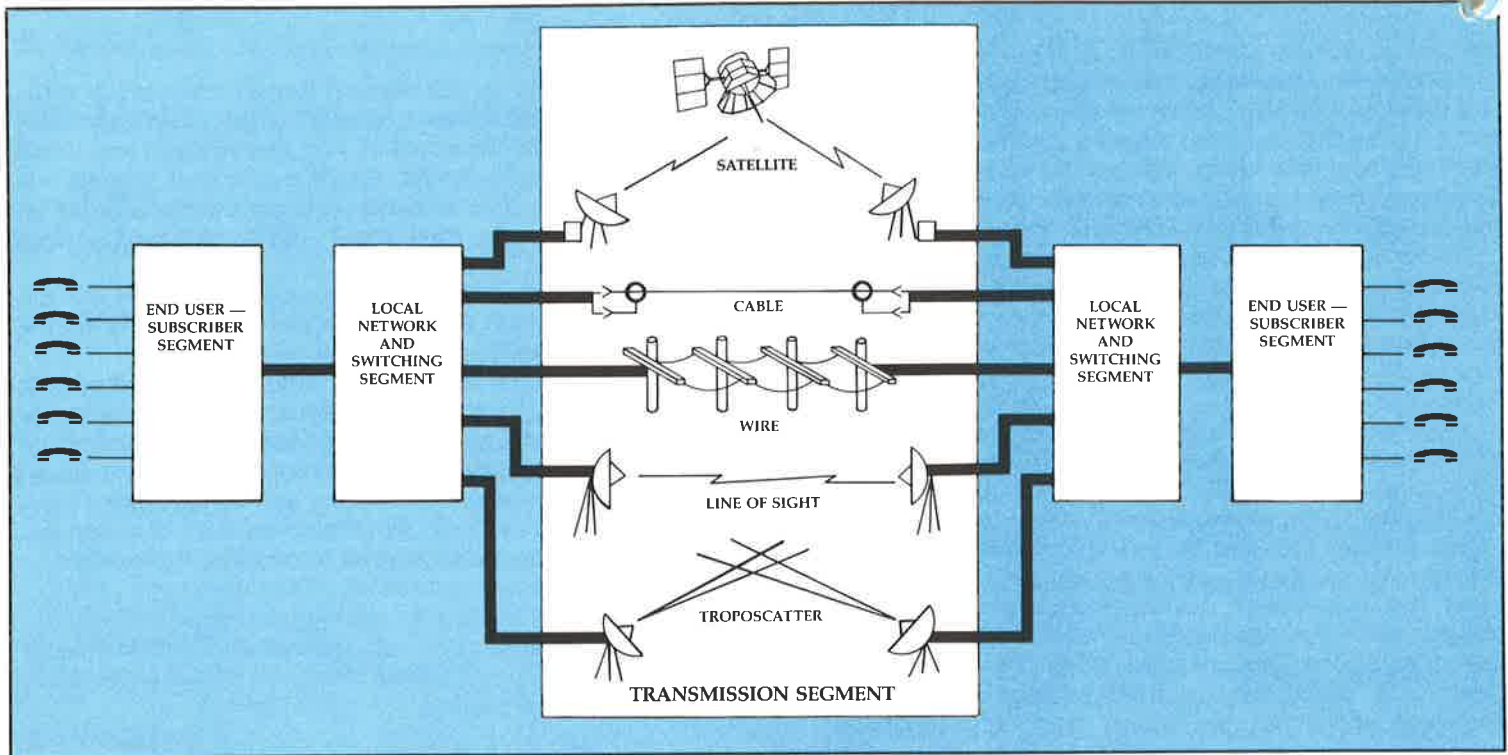 SATELLITE
END USER —
SUBSCRIBER
SEGMENT
LOCAL
NETWORK
AND
SWITCHING
SEGMENT
CABLE
WIRE
LINE OF SIGHT
TROPOSCATTER
TRANSMISSION SEGMENT
LOCAL
NETWORK
AND
SWITCHING
SEGMENT
END USER —
SUBSCRIBER
SEGMENT